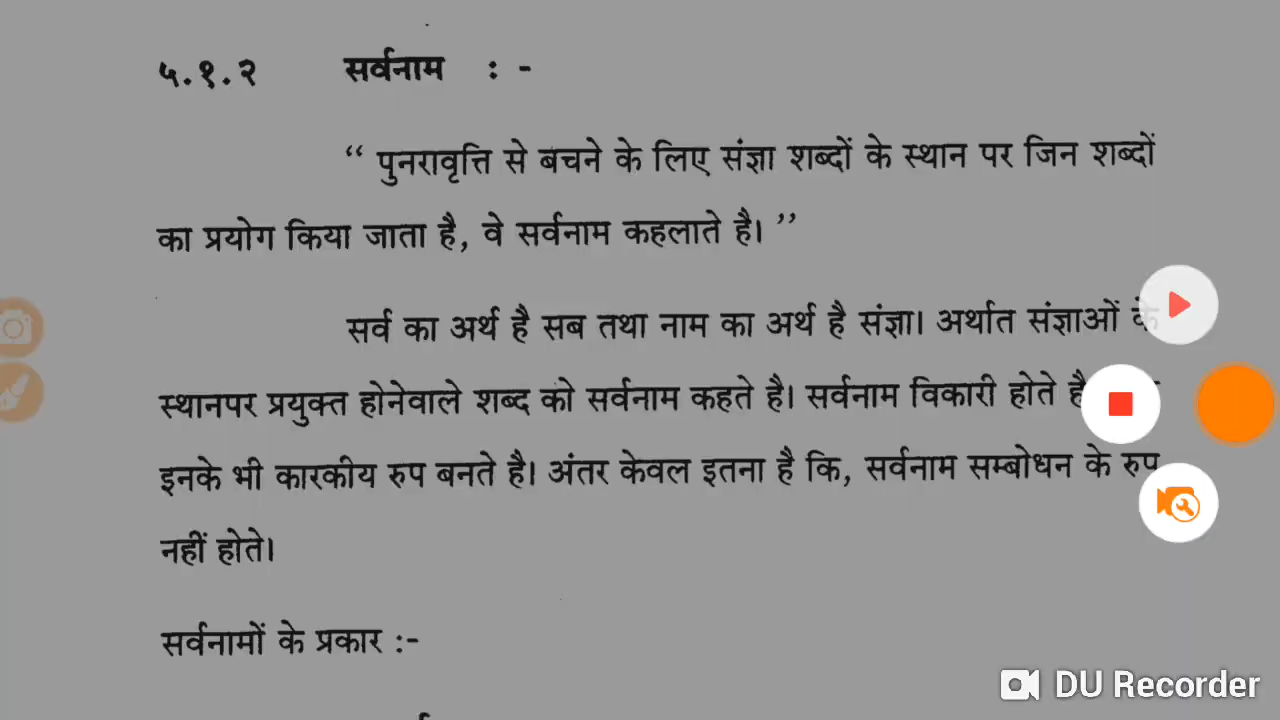 ५.१.२ सर्वनाम : -
“ पुनरावृत्ति से बचने के लिए संज्ञा शब्दों के स्थान पर जिन शब्दों
का प्रयोग किया जाता है, वे सर्वनाम कहलाते है। ”
सर्व का अर्थ है सब तथा नाम का अर्थ है संज्ञा। अर्थात संज्ञाओं के
स्थानपर प्रयुक्त होनेवाले शब्द को सर्वनाम कहते है। सर्वनाम विकारी होते है
इनके भी कारकीय रुप बनते है। अंतर केवल इतना है कि, सर्वनाम सम्बोधन के रुप
नहीं होते।
सर्वनामों के प्रकार :-
DU Recorder